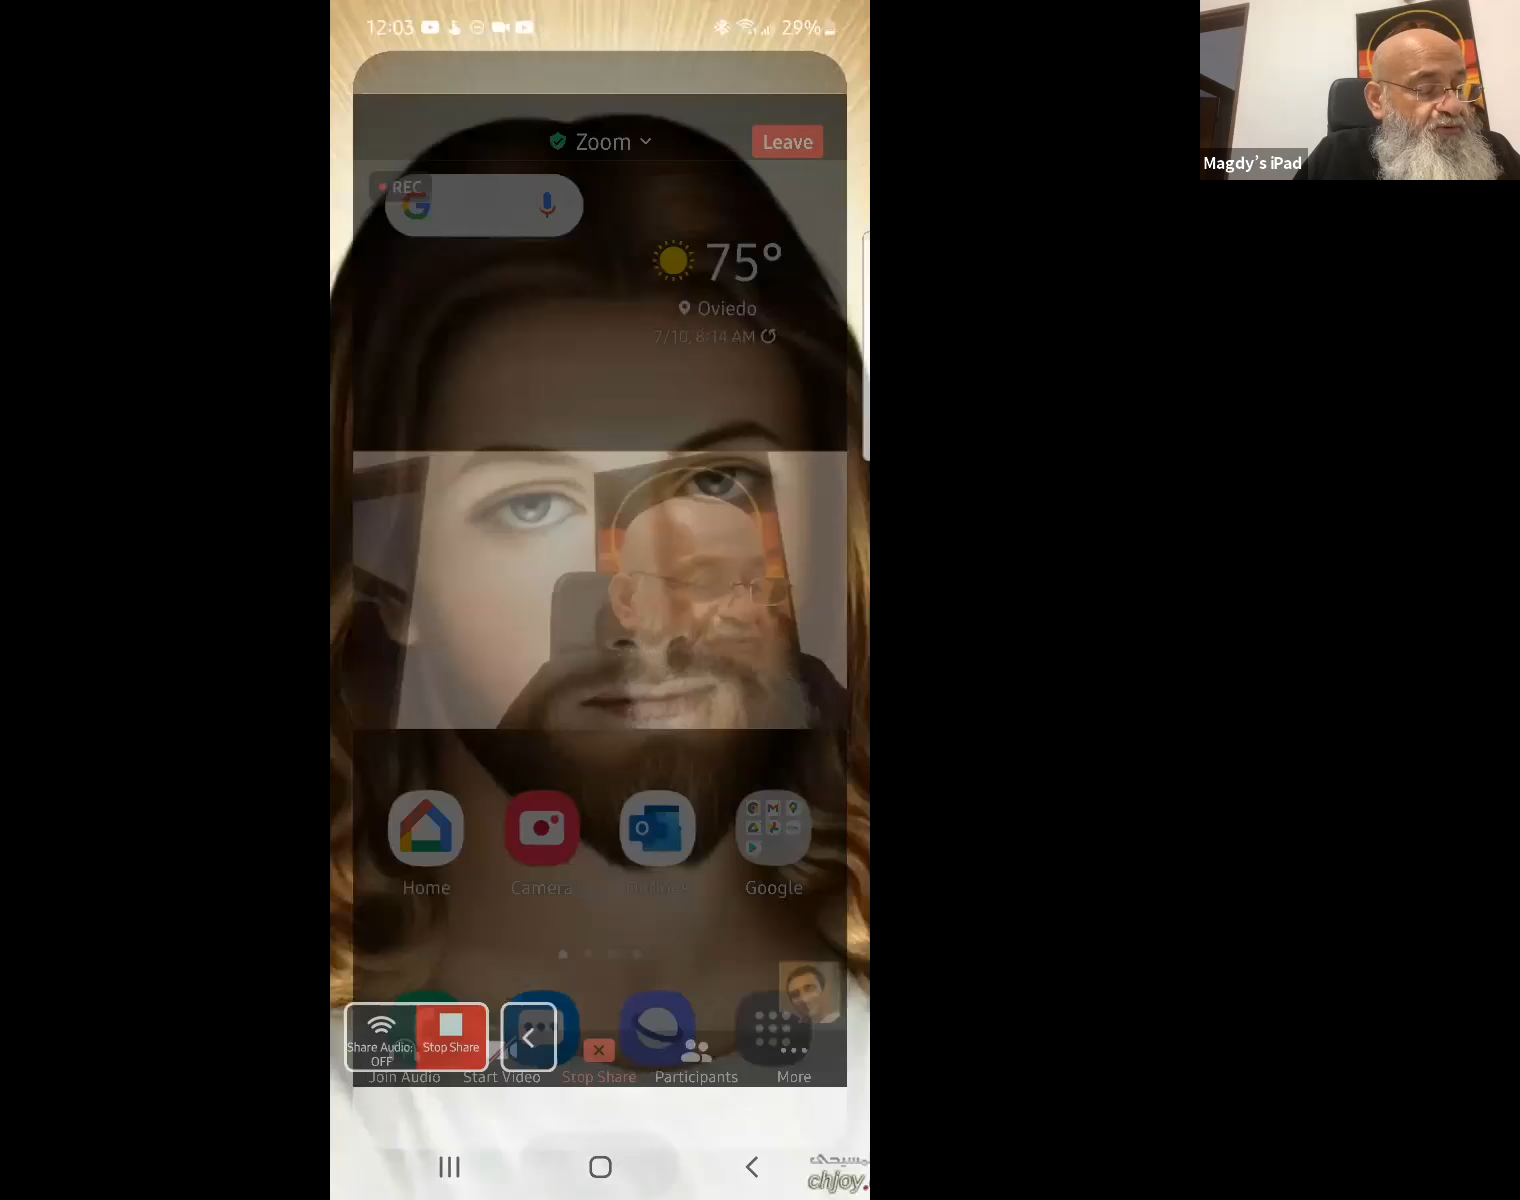 12:03
29%
Zoom
Leave
REC
75°
Oviedo
7/10, 8:14 AM
Home
Camera
Google
Share Audio:
OFF
Stop Share
Join Audio
Start Video
Stop Share
Participants
More
chjoy.
Magdy's iPad